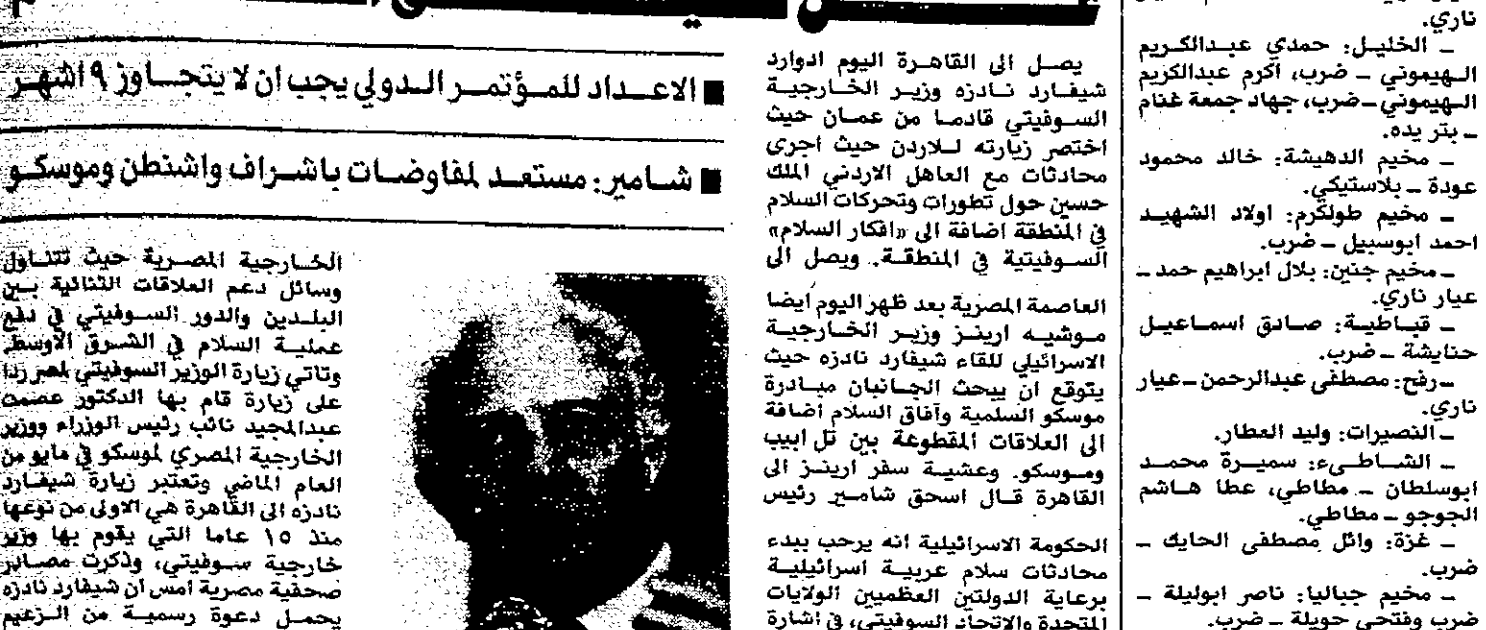 ناري.
ـ الخليل: حمدي عبدالكريم
الهيموني ـ ضرب، اكرم عبدالكريم
الهيموني ـ ضرب، جهاد جمعة غنام
ـ بتر يده.
ـ مخيم الدهيشة: خالد محمود
عودة ـ بلاستيكي.
ـ مخيم طولكرم: اولاد الشهيد
احمد ابوسبيل ـ ضرب.
ـ مخيم جنين: بلال ابراهيم حمد ـ
عيار ناري.
ـ قباطية: صادق اسماعيل
حنايشة ـ ضرب.
ـ رفح: مصطفى عبدالرحمن ـ عيار
ناري.
ـ النصيرات: وليد العطار.
ـ الشاطىء: سميرة محمد
ابوسلطان ـ مطاطي، عطا هاشم
الجوجو ـ مطاطي.
ـ غزة: وائل مصطفى الحايك ـ
ضرب.
ـ مخيم جباليا: ناصر ابوليلة ـ
ضرب وفتحي حويلة ـ ضرب.
■ الاعداد للمؤتمر الدولي يجب ان لا يتجاوز ٩ اشهر
■ شامير: مستعد لمفاوضات باشراف واشنطن وموسكو
يصل الى القاهرة اليوم ادوارد
شيفارد نادزه وزير الخارجية
السوفيتي قادما من عمان حيث
اختصر زيارته للاردن حيث اجرى
محادثات مع العاهل الاردني الملك
حسين حول تطورات وتحركات السلام
في المنطقة اضافة الى «افكار السلام»
السوفيتية في المنطقة. ويصل الى
العاصمة المصرية بعد ظهر اليوم ايضا
موشيه ارينز وزير الخارجية
الاسرائيلي للقاء شيفارد نادزه حيث
يتوقع ان يبحث الجانبان مبادرة
موسكو السلمية وآفاق السلام اضافة
الى العلاقات المقطوعة بين تل ابيب
وموسكو. وعشية سفر ارينز الى
القاهرة قال اسحق شامير رئيس
الحكومة الاسرائيلية انه يرحب ببدء
محادثات سلام عربية اسرائيلية
برعاية الدولتين العظميين الولايات
المتحدة والاتحاد السوفيتي، في اشارة
الخارجية المصرية حيث تتناول
وسائل دعم العلاقات الثنائية بين
البلدين والدور السوفيتي في دفع
عملية السلام في الشرق الاوسط.
وتاتي زيارة الوزير السوفيتي لمصر ردا
على زيارة قام بها الدكتور عصمت
عبدالمجيد نائب رئيس الوزراء ووزير
الخارجية المصري لموسكو في مايو من
العام الماضي وتعتبر زيارة شيفارد
نادزه الى القاهرة هي الاولى من نوعها
منذ ١٥ عاما التي يقوم بها وزير
خارجية سوفيتي، وذكرت مصادر
صحفية مصرية امس ان شيفارد نادزه
يحمل دعوة رسمية من الزعيم